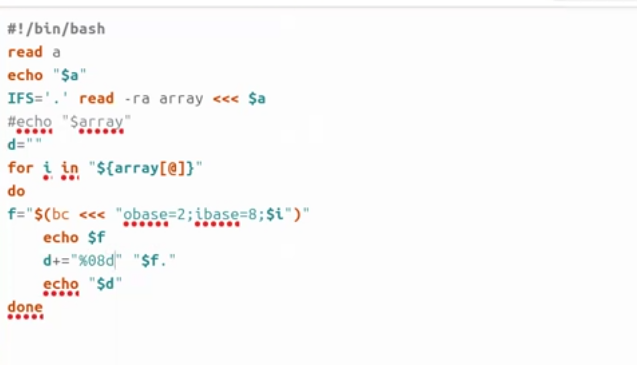 #!/bin/bash
read a
echo "$a"
IFS='.' read -ra array <<< $a
#echo "$array"
d=""
for i in "${array[@]}"
do
f="$(bc <<< "obase=2;ibase=8;$i")"
echo $f
d+="%08d" "$f."
echo "$d"
done